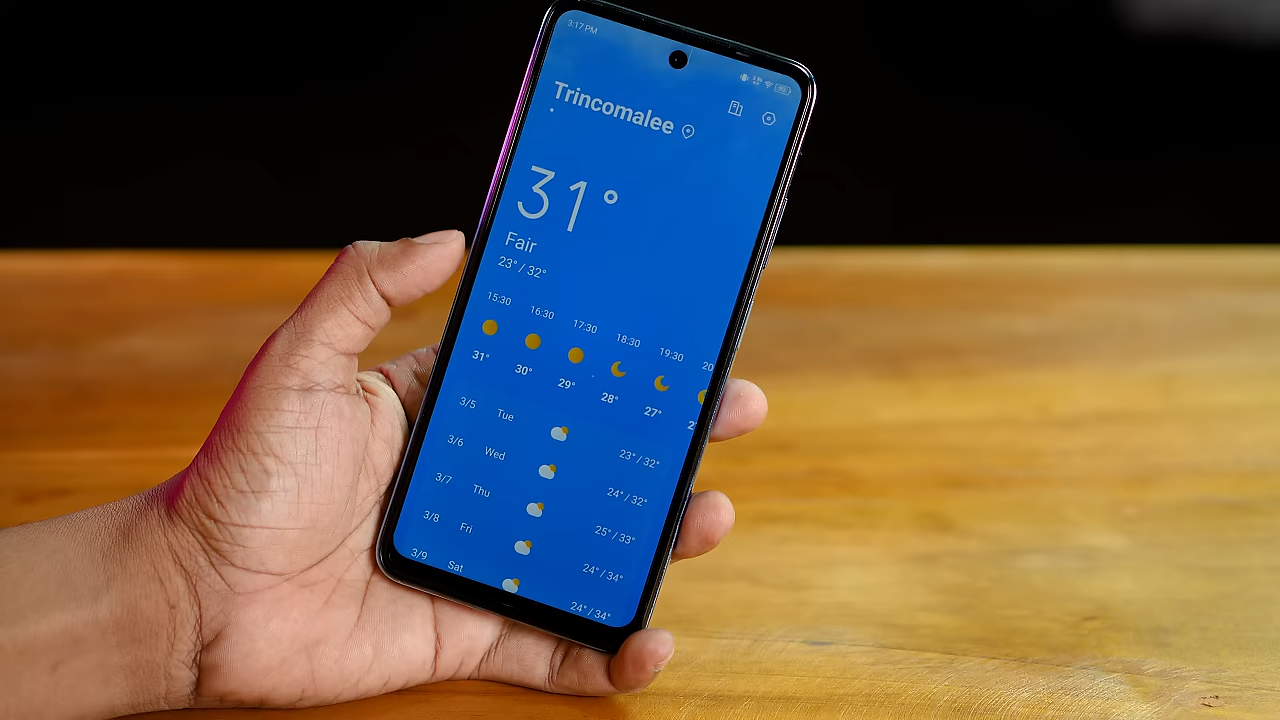 3:17 PM
Trincomalee
31°
Fair
23° / 32°
15:30 16:30 17:30 18:30 19:30 20
31° 30° 29° 28° 27° 2
3/5 Tue 23° / 32°
3/6 Wed 24° / 32°
3/7 Thu 25° / 33°
3/8 Fri 24° / 34°
3/9 Sat 24° / 34°